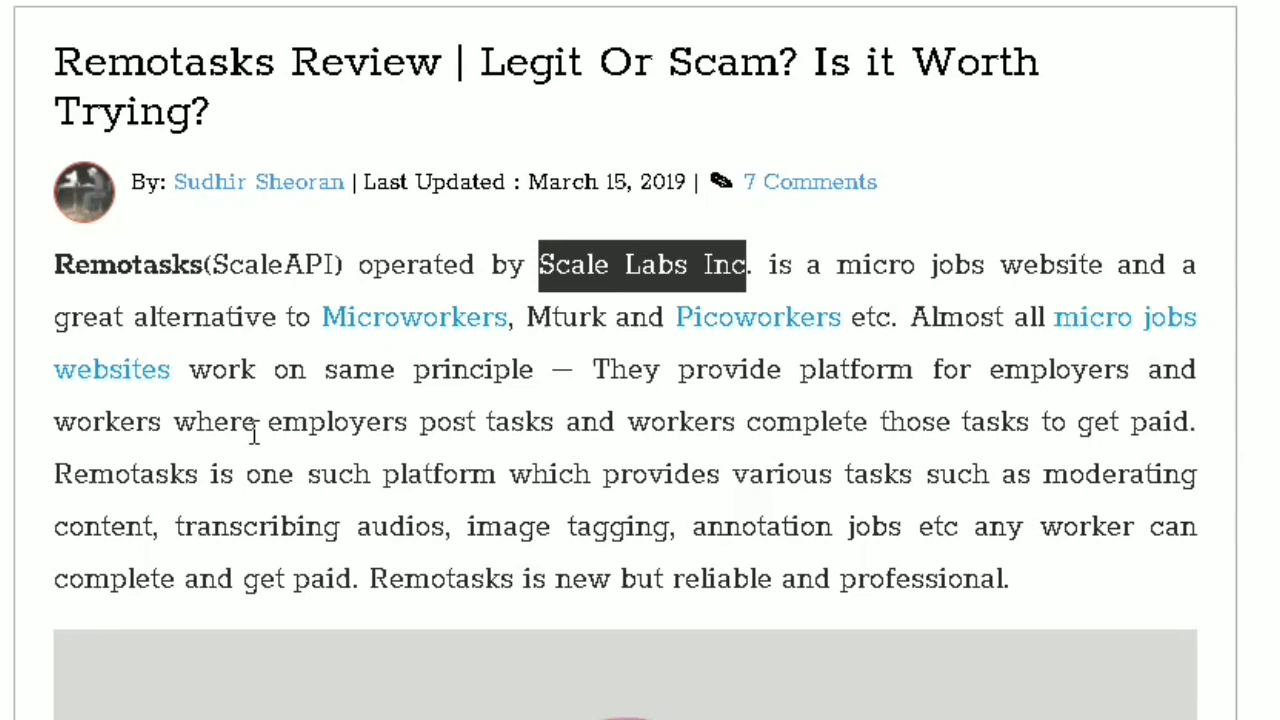 Remotasks Review | Legit Or Scam? Is it Worth
Trying?
By: Sudhir Sheoran | Last Updated : March 15, 2019 | 7 Comments
Remotasks(ScaleAPI) operated by Scale Labs Inc. is a micro jobs website and a
great alternative to Microworkers, Mturk and Picoworkers etc. Almost all micro jobs
websites work on same principle — They provide platform for employers and
workers where employers post tasks and workers complete those tasks to get paid.
Remotasks is one such platform which provides various tasks such as moderating
content, transcribing audios, image tagging, annotation jobs etc any worker can
complete and get paid. Remotasks is new but reliable and professional.